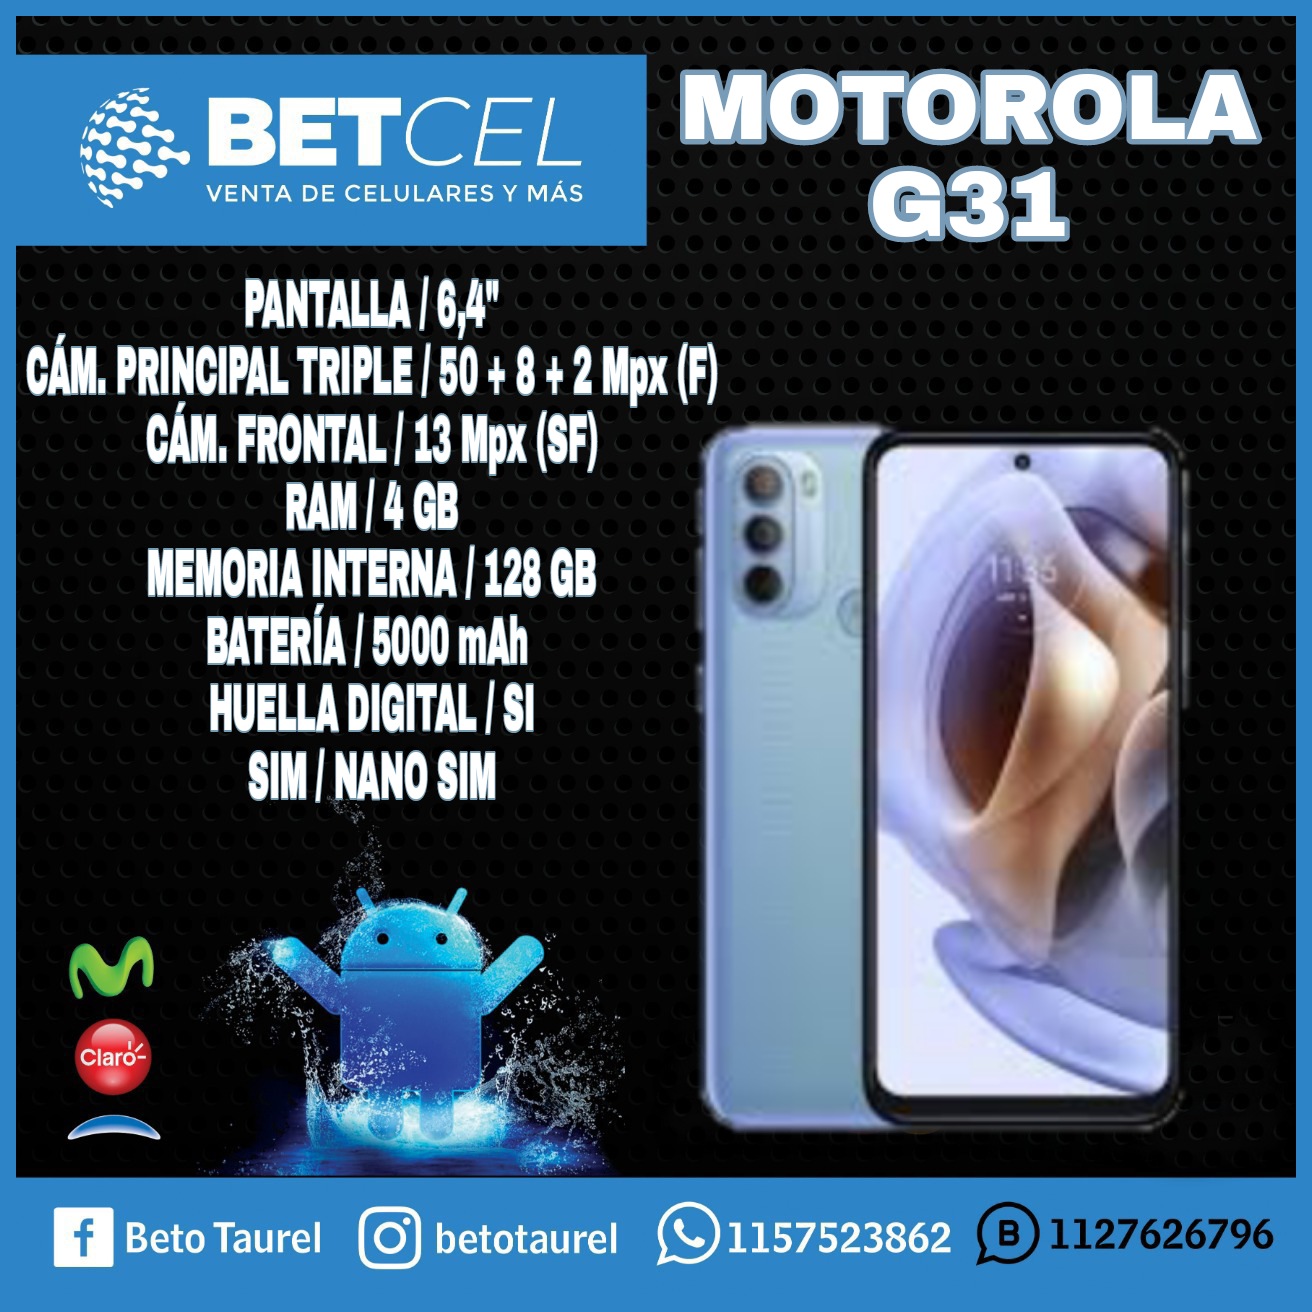 BETCEL
VENTA DE CELULARES Y MÁS
MOTOROLA
G31
PANTALLA / 6,4"
CÁM. PRINCIPAL TRIPLE / 50 + 8 + 2 Mpx (F)
CÁM. FRONTAL / 13 Mpx (SF)
RAM / 4 GB
MEMORIA INTERNA / 128 GB
BATERÍA / 5000 mAh
HUELLA DIGITAL / SI
SIM / NANO SIM
11:36
Claro
Beto Taurel
betotaurel
1157523862
B 1127626796